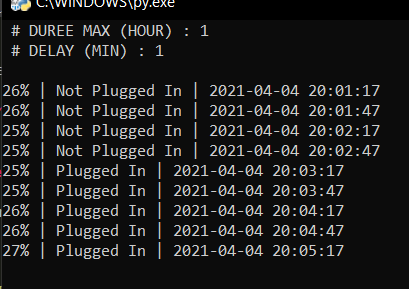 C:\WINDOWS\py.exe
# DUREE MAX (HOUR) : 1
# DELAY (MIN) : 1
26% | Not Plugged In | 2021-04-04 20:01:17
26% | Not Plugged In | 2021-04-04 20:01:47
25% | Not Plugged In | 2021-04-04 20:02:17
25% | Not Plugged In | 2021-04-04 20:02:47
25% | Plugged In | 2021-04-04 20:03:17
25% | Plugged In | 2021-04-04 20:03:47
26% | Plugged In | 2021-04-04 20:04:17
26% | Plugged In | 2021-04-04 20:04:47
27% | Plugged In | 2021-04-04 20:05:17